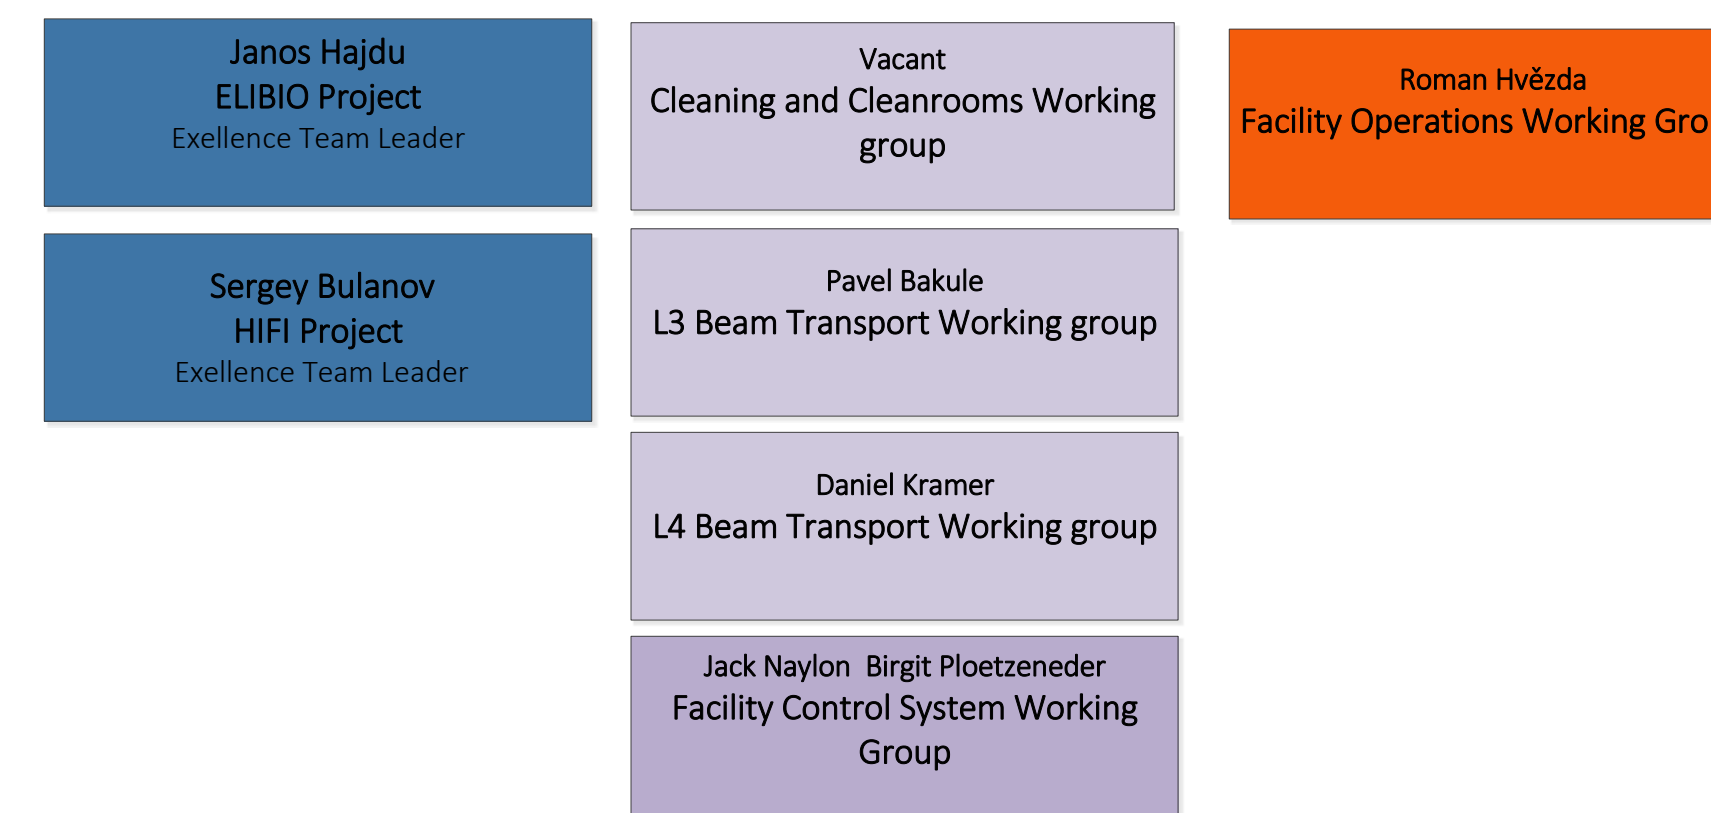 Janos Hajdu
ELIBIO Project
Exellence Team Leader
Sergey Bulanov
HIFI Project
Exellence Team Leader
Vacant
Cleaning and Cleanrooms Working
group
Pavel Bakule
L3 Beam Transport Working group
Daniel Kramer
L4 Beam Transport Working group
Jack Naylon  Birgit Ploetzeneder
Facility Control System Working
Group
Roman Hvězda
Facility Operations Working Gro